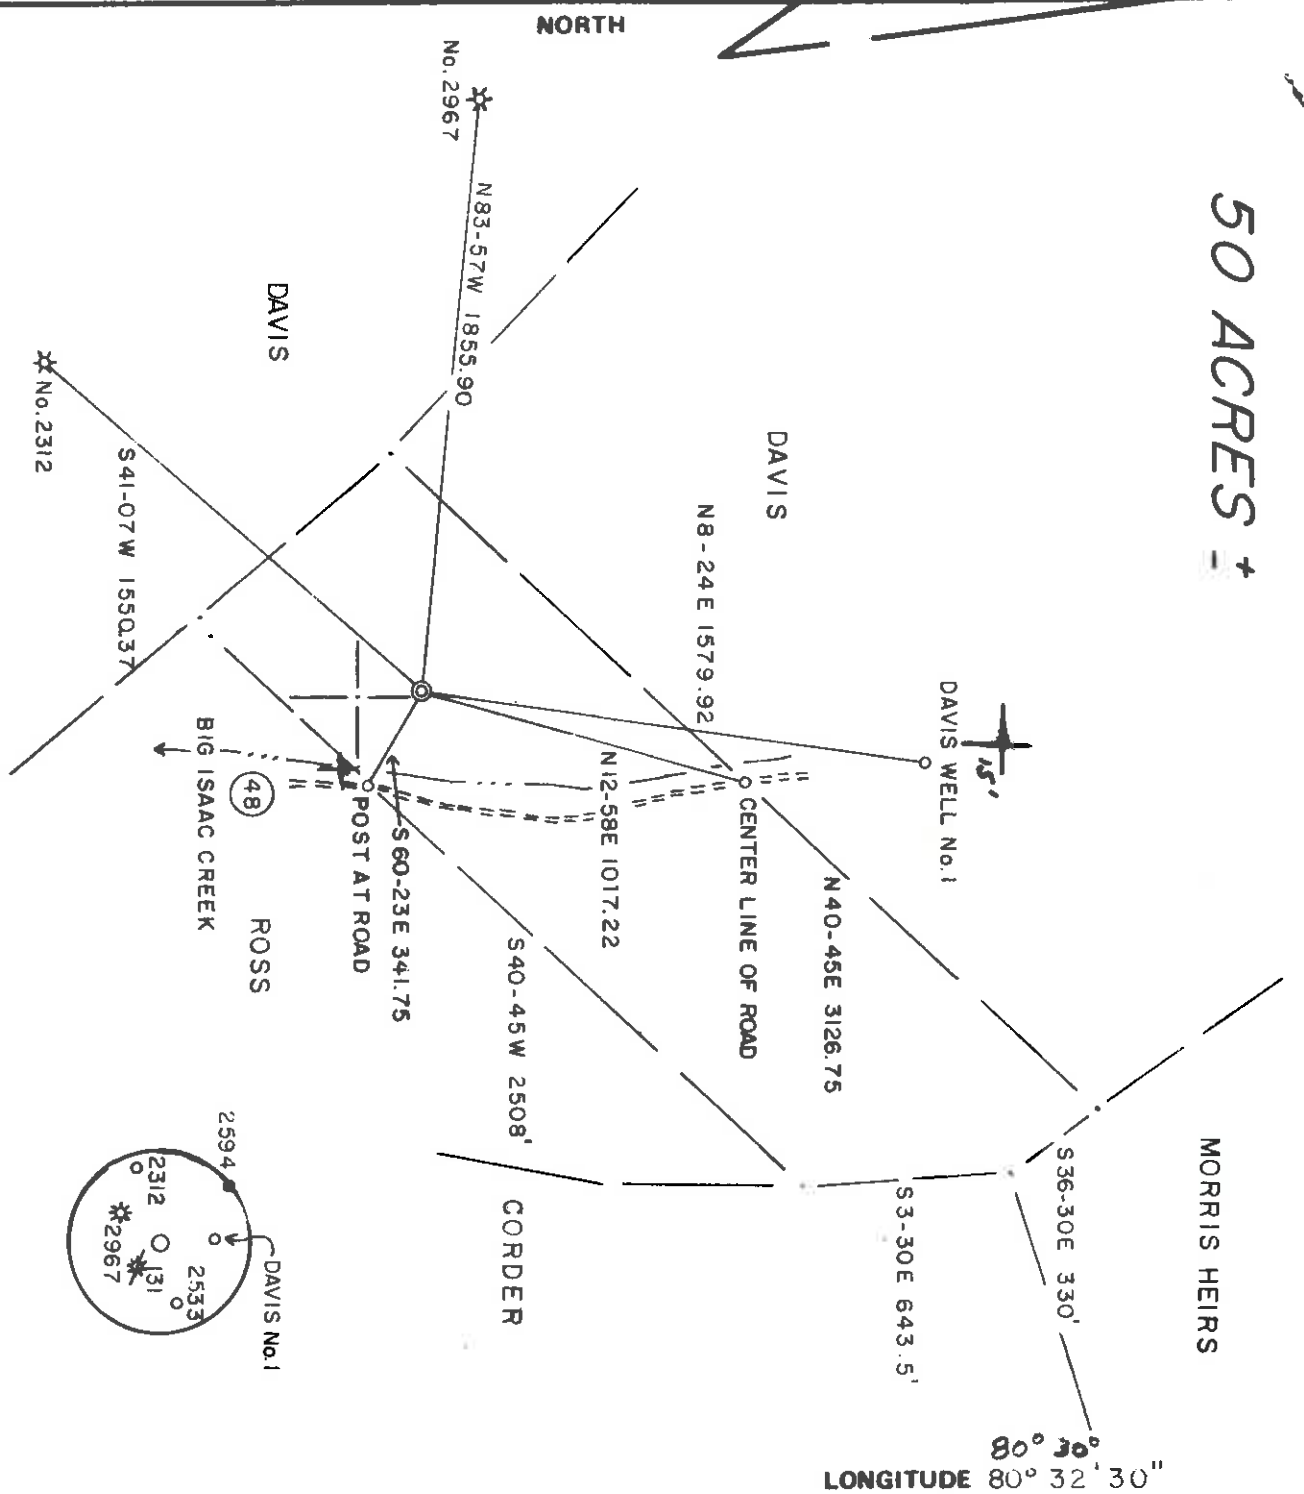 NORTH
50 ACRES ±
No. 2967
N83-57W 1855.90
DAVIS
No. 2312
S41-07W 1550.37
DAVIS
N8-24E 1579.92
DAVIS WELL No. 1
15'
N12-58E 1017.22
CENTER LINE OF ROAD
N40-45E 3126.75
S60-23E 341.75
POST AT ROAD
BIG ISAAC CREEK
48
ROSS
S40-45W 2508'
CORDER
S3-30E 643.5'
S36-30E 330'
MORRIS HEIRS
2594
2312
2967
131
2533
DAVIS No. 1
80° 30°
LONGITUDE 80° 32' 30"